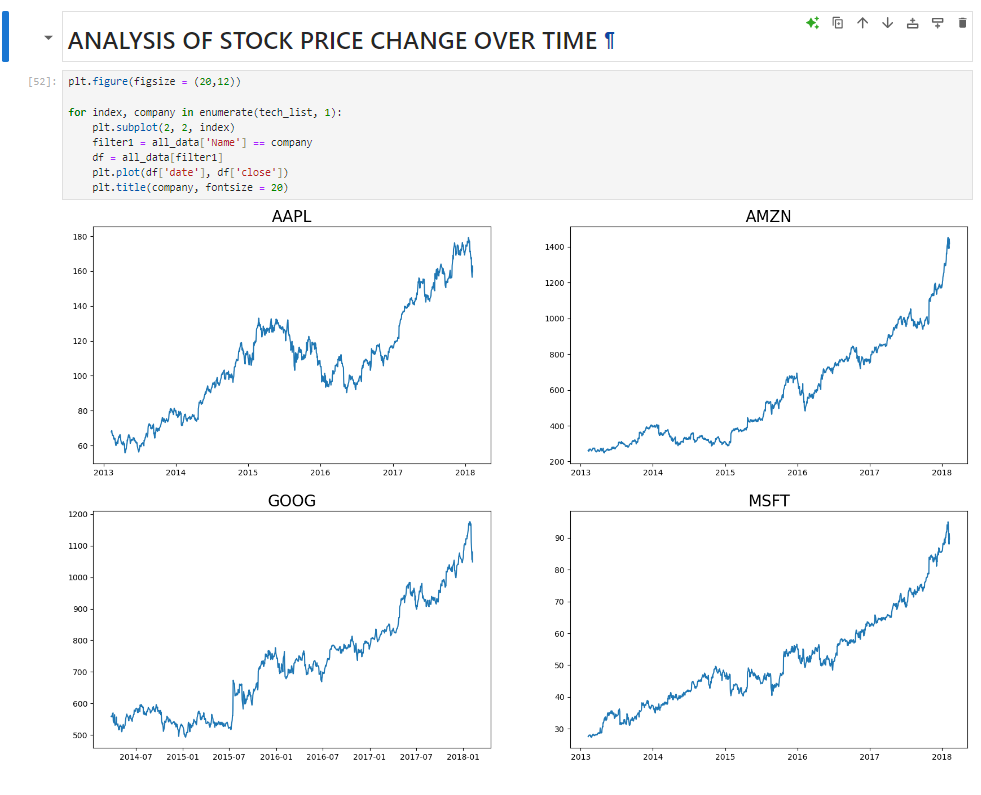 ANALYSIS OF STOCK PRICE CHANGE OVER TIME ¶
[52]:
plt.figure(figsize = (20,12))
for index, company in enumerate(tech_list, 1):
    plt.subplot(2, 2, index)
    filter1 = all_data['Name'] == company
    df = all_data[filter1]
    plt.plot(df['date'], df['close'])
    plt.title(company, fontsize = 20)
AAPL
180
160
140
120
100
80
60
2013 2014 2015 2016 2017 2018
AMZN
1400
1200
1000
800
600
400
200
2013 2014 2015 2016 2017 2018
GOOG
1200
1100
1000
900
800
700
600
500
2014-07 2015-01 2015-07 2016-01 2016-07 2017-01 2017-07 2018-01
MSFT
90
80
70
60
50
40
30
2013 2014 2015 2016 2017 2018